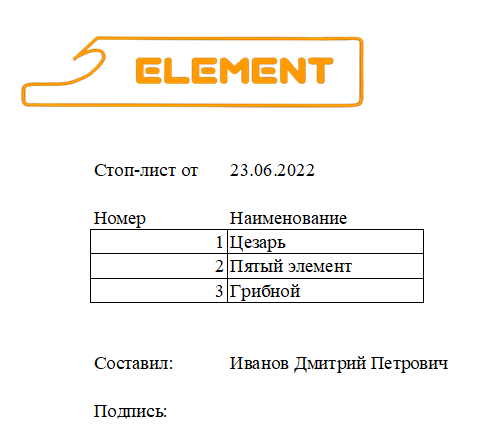 5 ELEMENT
Стоп-лист от 23.06.2022
Номер Наименование
1 Цезарь
2 Пятый элемент
3 Грибной
Составил: Иванов Дмитрий Петрович
Подпись: